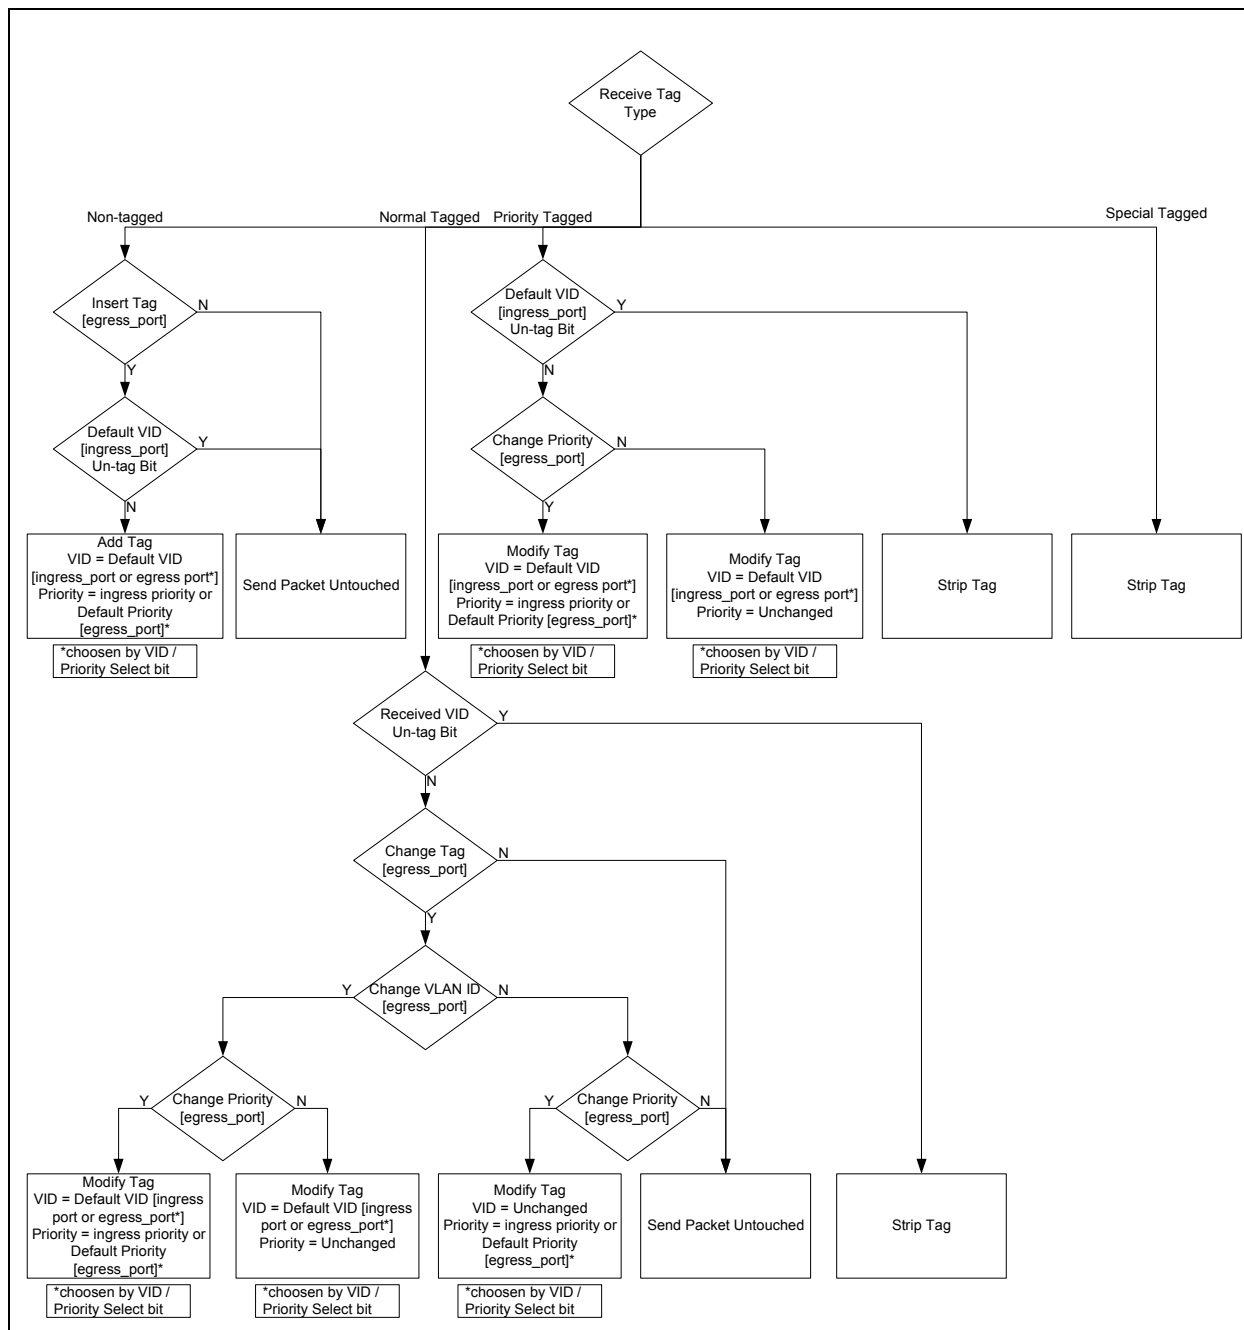 Receive Tag
Type
Non-tagged
Normal Tagged
Priority Tagged
Special Tagged
Insert Tag
[egress_port]
N
Y
Default VID
[ingress_port]
Un-tag Bit
Y
N
Default VID
[ingress_port]
Un-tag Bit
Y
N
Change Priority
[egress_port]
N
Y
Add Tag
VID = Default VID
[ingress_port or egress port*]
Priority = ingress priority or
Default Priority
[egress_port]*
*choosen by VID /
Priority Select bit
Send Packet Untouched
Modify Tag
VID = Default VID
[ingress_port or egress port*]
Priority = ingress priority or
Default Priority [egress_port]*
*choosen by VID /
Priority Select bit
Modify Tag
VID = Default VID
[ingress_port or egress port*]
Priority = Unchanged
*choosen by VID /
Priority Select bit
Strip Tag
Strip Tag
Received VID
Un-tag Bit
Y
N
Change Tag
[egress_port]
N
Y
Change VLAN ID
[egress_port]
Y
N
Change Priority
[egress_port]
Y
N
Change Priority
[egress_port]
Y
N
Modify Tag
VID = Default VID [ingress
port or egress_port*]
Priority = ingress priority or
Default Priority
[egress_port]*
*choosen by VID /
Priority Select bit
Modify Tag
VID = Default VID [ingress
port or egress_port*]
Priority = Unchanged
*choosen by VID /
Priority Select bit
Modify Tag
VID = Unchanged
Priority = ingress priority or
Default Priority
[egress_port]*
*choosen by VID /
Priority Select bit
Send Packet Untouched
Strip Tag